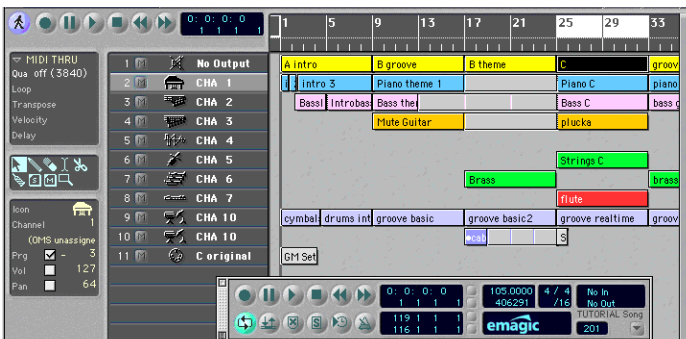 0: 0: 0: 0
1 1 1 1
1 5 9 13 17 21 25 29 33
MIDI THRU
Qua off (3840)
Loop
Transpose
Velocity
Delay
1 M No Output
2 M CHA 1
3 M CHA 2
4 M CHA 3
5 M CHA 4
6 M CHA 5
7 M CHA 6
8 M CHA 7
9 M CHA 10
10 M CHA 10
11 M C original
A intro B groove B theme C groov
intro 3 Piano theme 1 Piano C piano
Bassl Introbas Bass the Bass C bass
Mute Guitar plucka
Strings C
Brass brass
flute
cymbal drums int groove basic groove basic2 groove realtime groov
cab S
GM Set
S M
Icon
Channel 1
(OMS unassigne
Prg - 3
Vol 127
Pan 64
0: 0: 0: 0
1 1 1 1
105.0000 4 / 4 No In
406291 /16 No Out
119 1 1 1
116 1 1 1
emagic
TUTORIAL Song
201